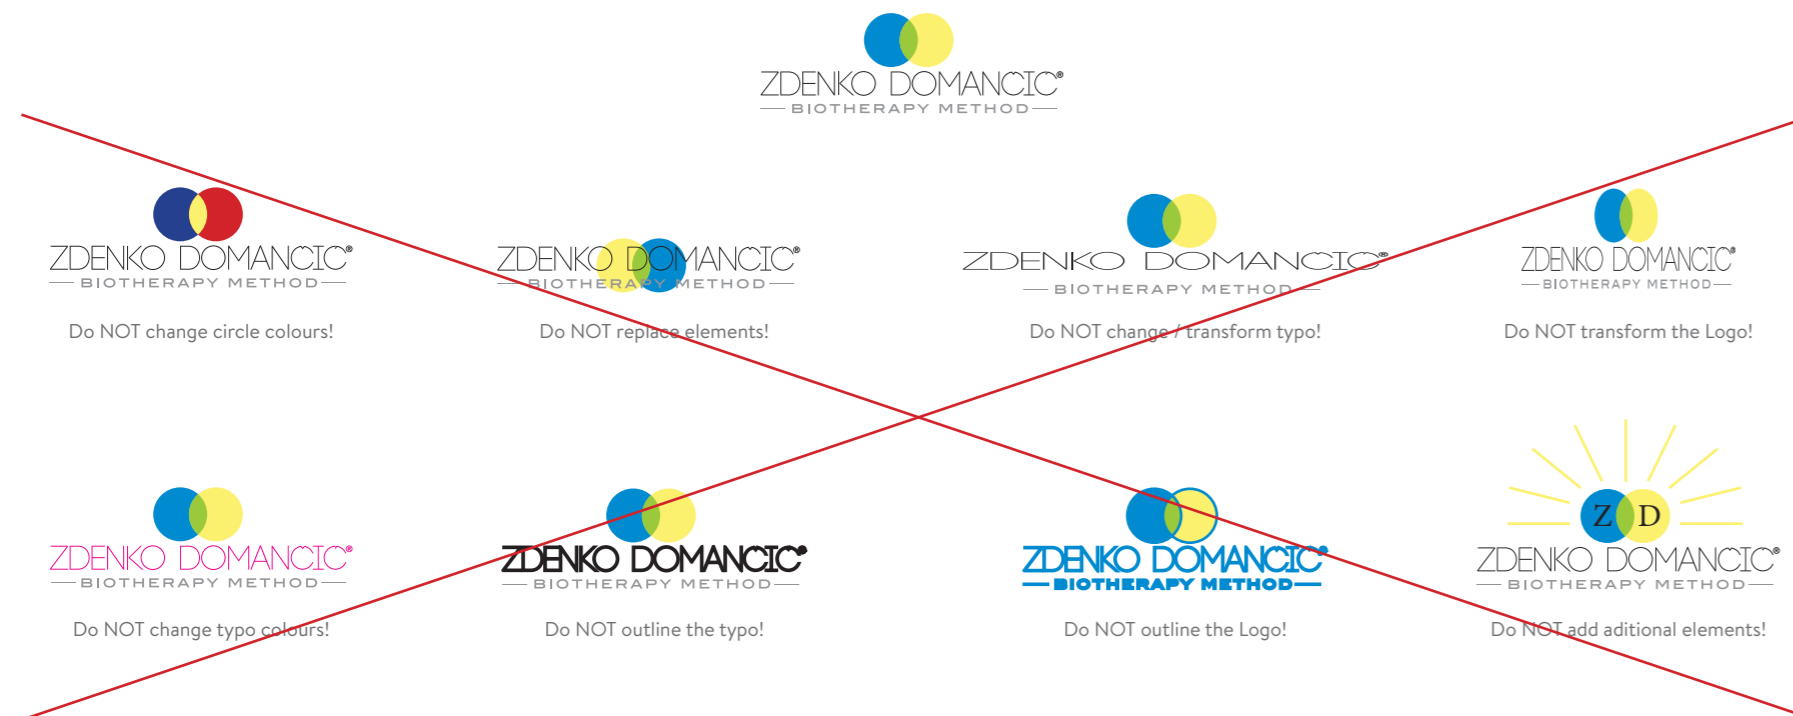 ZDENKO DOMANCIC®
BIOTHERAPY METHOD
ZDENKO DOMANCIC®
BIOTHERAPY METHOD
Do NOT change circle colours!
ZDENKO DOMANCIC®
BIOTHERAPY METHOD
Do NOT replace elements!
ZDENKO DOMANCIC®
BIOTHERAPY METHOD
Do NOT change / transform typo!
ZDENKO DOMANCIC®
BIOTHERAPY METHOD
Do NOT transform the Logo!
ZDENKO DOMANCIC®
BIOTHERAPY METHOD
Do NOT change typo colours!
ZDENKO DOMANCIC®
BIOTHERAPY METHOD
Do NOT outline the typo!
ZDENKO DOMANCIC®
BIOTHERAPY METHOD
Do NOT outline the Logo!
Z D
ZDENKO DOMANCIC®
BIOTHERAPY METHOD
Do NOT add aditional elements!